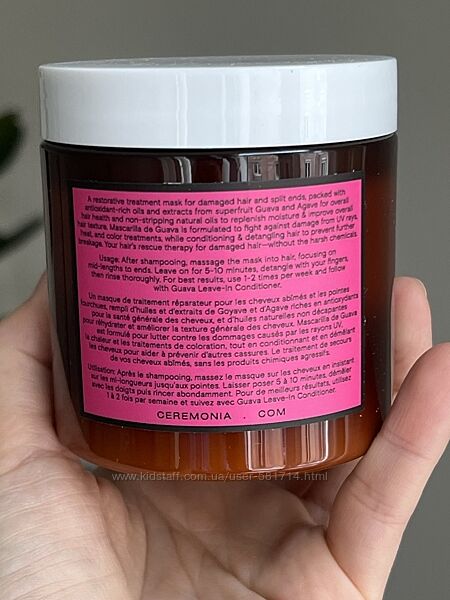 A restorative treatment mask for damaged hair and split ends, packed with
antioxidant-rich oils and extracts from superfruit Guava and Agave for overall
hair health and non-stripping natural oils to replenish moisture & improve overall
hair texture. Mascarilla de Guava is formulated to fight against damage from UV rays,
heat, and color treatments, while conditioning & detangling hair to prevent further
breakage. Your hair's rescue therapy for damaged hair—without the harsh chemicals.
Usage: After shampooing, massage the mask into hair, focusing on
mid-lengths to ends. Leave on for 5-10 minutes, detangle with your fingers,
then rinse thoroughly. For best results, use 1-2 times per week and follow
with Guava Leave-In Conditioner.
Un masque de traitement réparateur pour les cheveux abîmés et les pointes
fourchues, rempli d'huiles et d'extraits de Goyave et d'Agave riches en antioxydants
pour la santé générale des cheveux, et d'huiles naturelles non décapantes
pour réhydrater et améliorer la texture générale des cheveux. Mascarilla de Guava
est formulé pour lutter contre les dommages causés par les rayons UV,
la chaleur et les traitements de coloration, tout en conditionnant et en démêlant
les cheveux pour aider à prévenir d'autres cassures. Le traitement de secours
de vos cheveux abîmés, sans les produits chimiques agressifs.
Utilisation: Après le shampooing, massez le masque sur les cheveux en insistant
sur les mi-longueurs jusqu'aux pointes. Laisser poser 5 à 10 minutes, démêler
avec les doigts puis rincer abondamment. Pour de meilleurs résultats, utilisez
1 à 2 fois par semaine et suivez avec Guava Leave-In Conditioner.
CEREMONIA . COM
www.kidstaff.com.ua/user-681714.html